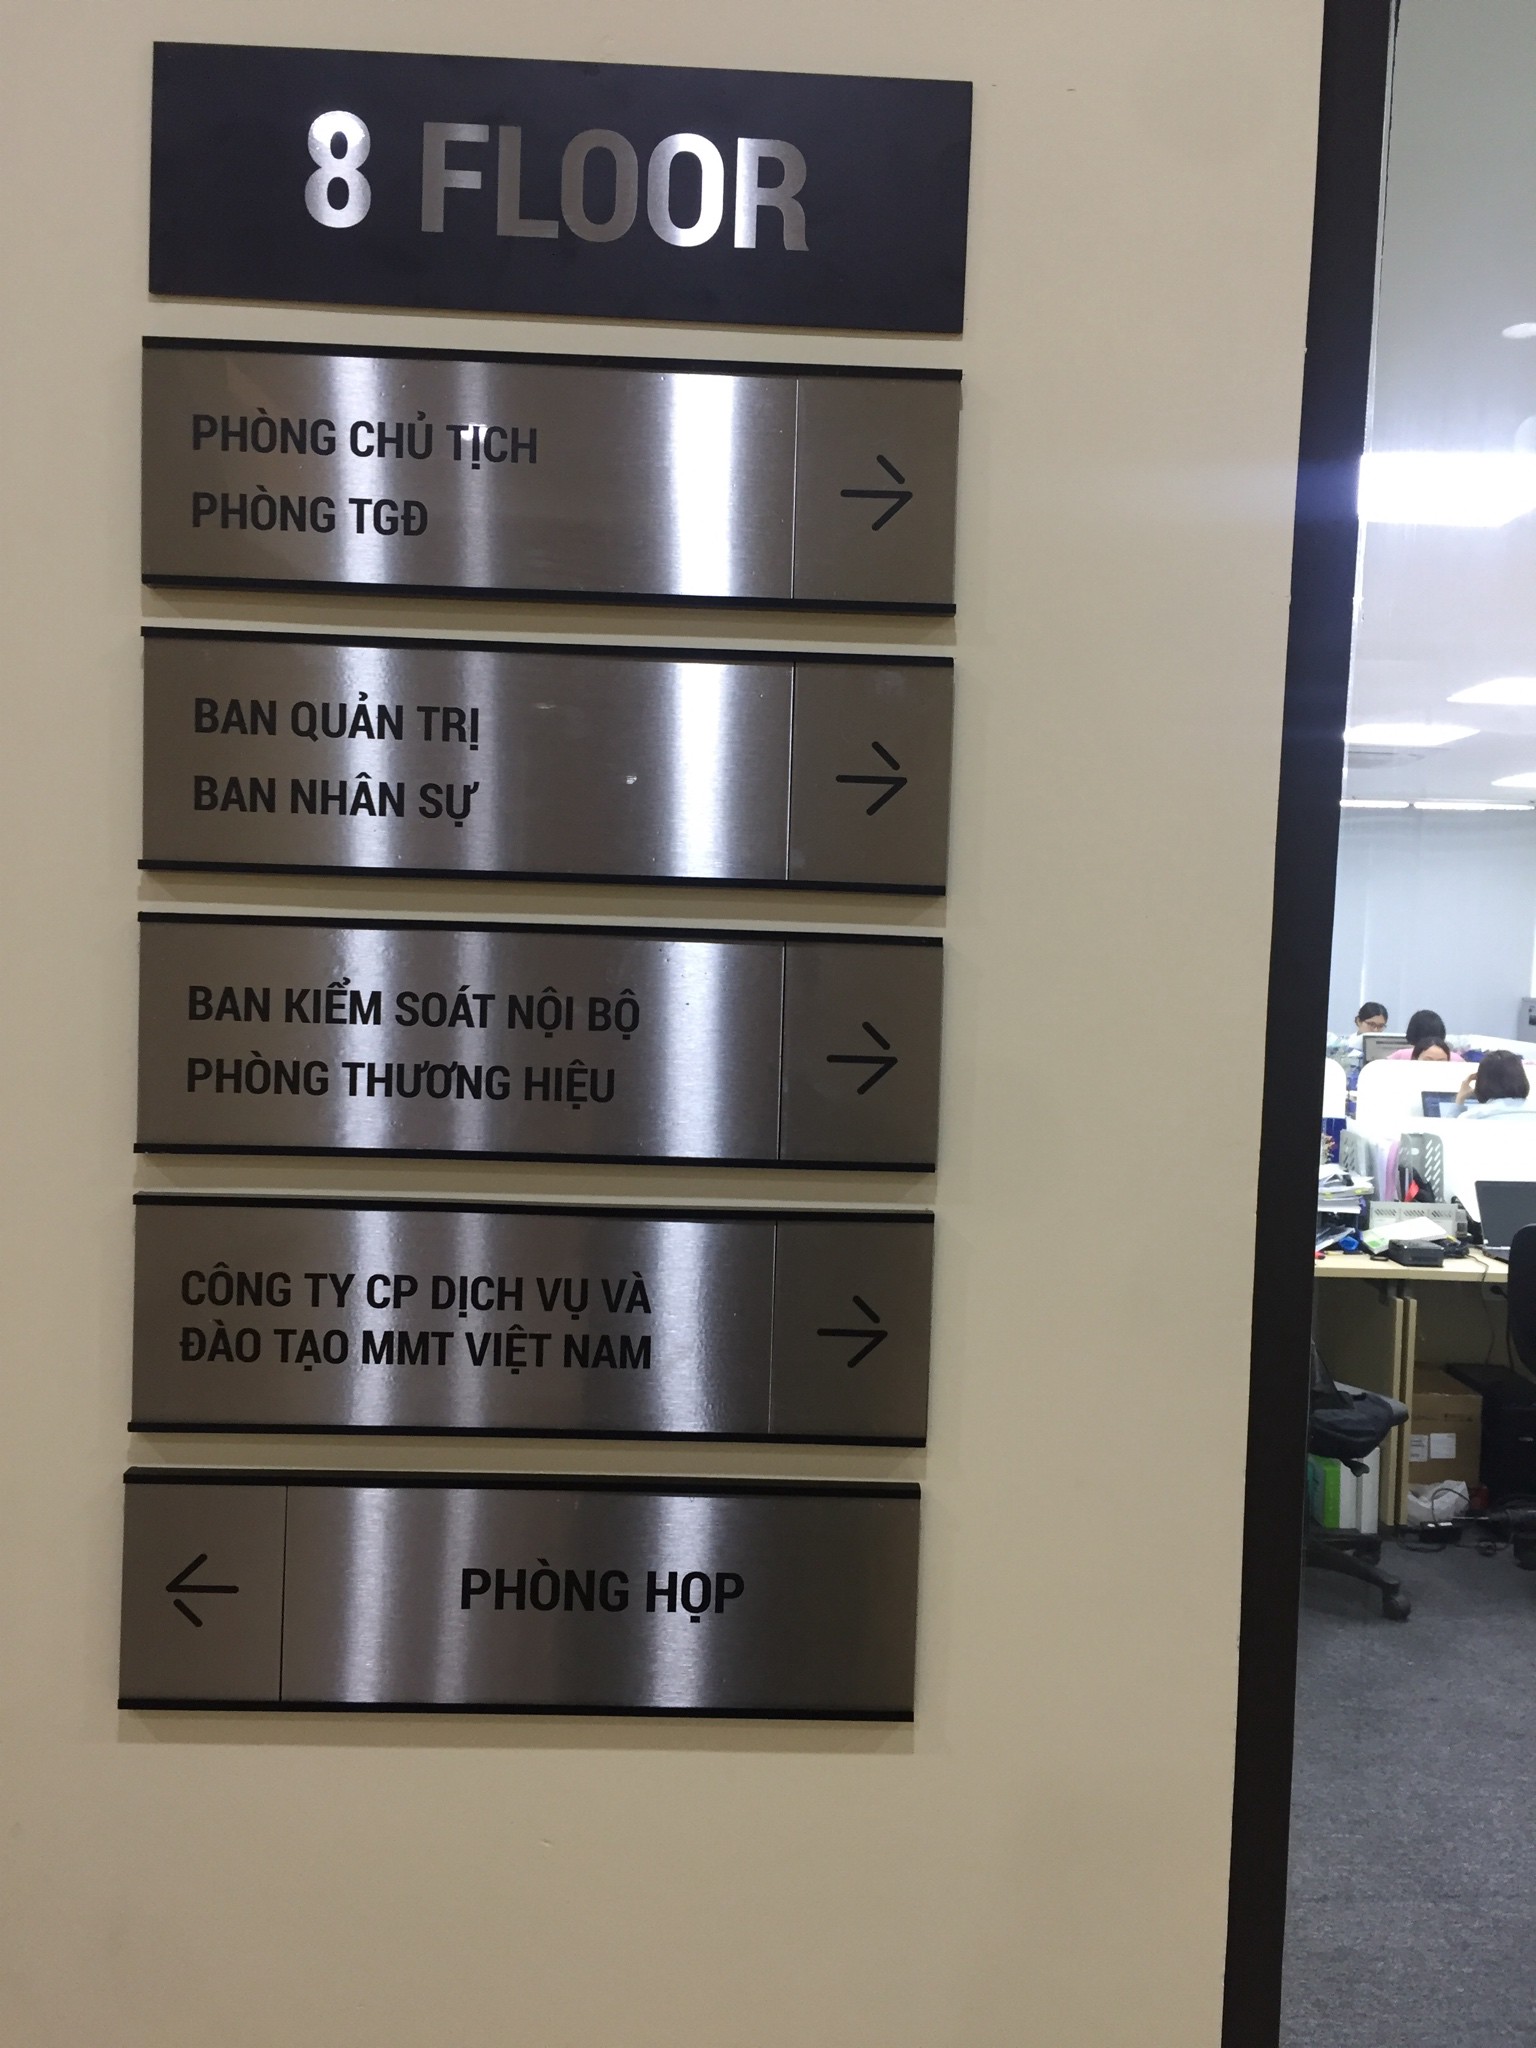 8 FLOOR
PHÒNG CHỦ TỊCH
PHÒNG TGĐ
BAN QUẢN TRỊ
BAN NHÂN SỰ
BAN KIỂM SOÁT NỘI BỘ
PHÒNG THƯƠNG HIỆU
CÔNG TY CP DỊCH VỤ VÀ
ĐÀO TẠO MMT VIỆT NAM
PHÒNG HỌP